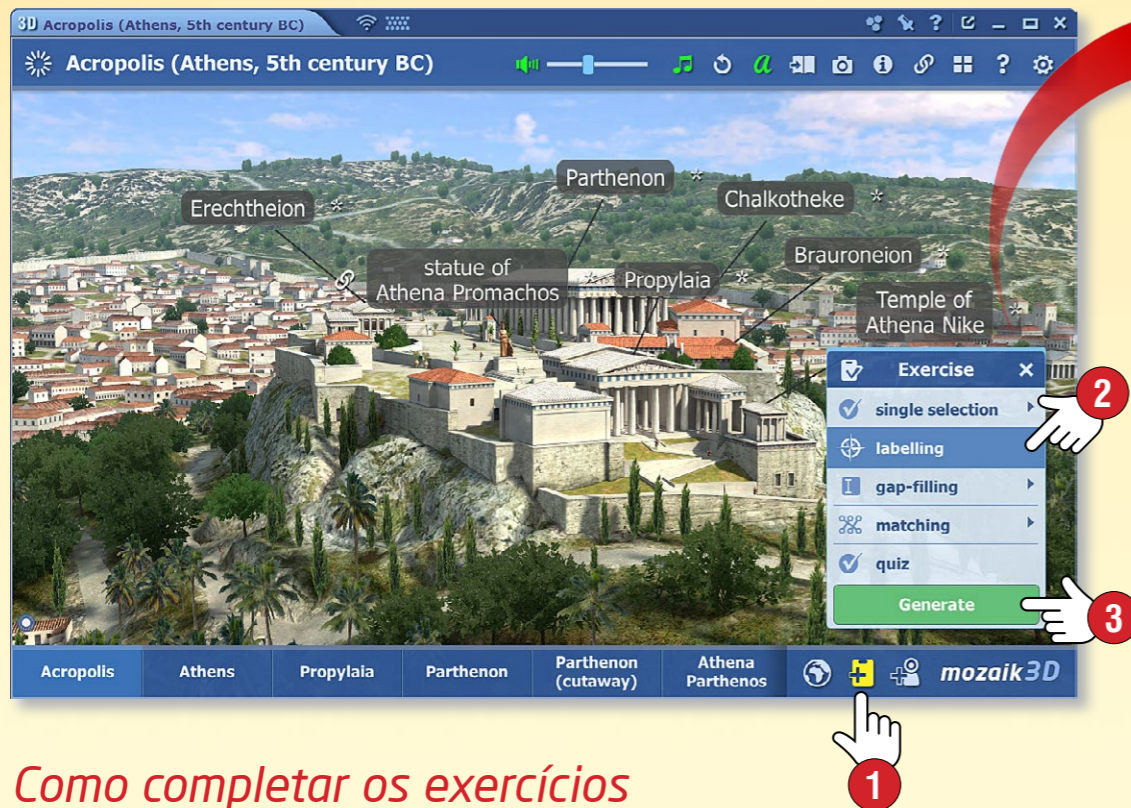 3D Acropolis (Athens, 5th century BC)
Acropolis (Athens, 5th century BC)
Parthenon
Chalkotheke
Erechtheion
Brauroneion
statue of
Athena Promachos
Propylaia
Temple of
Athena Nike
Exercise
single selection
labelling
gap-filling
matching
quiz
Generate
2
3
Acropolis
Athens
Propylaia
Parthenon
Parthenon
(cutaway)
Athena
Parthenos
mozaik3D
1
Como completar os exercícios